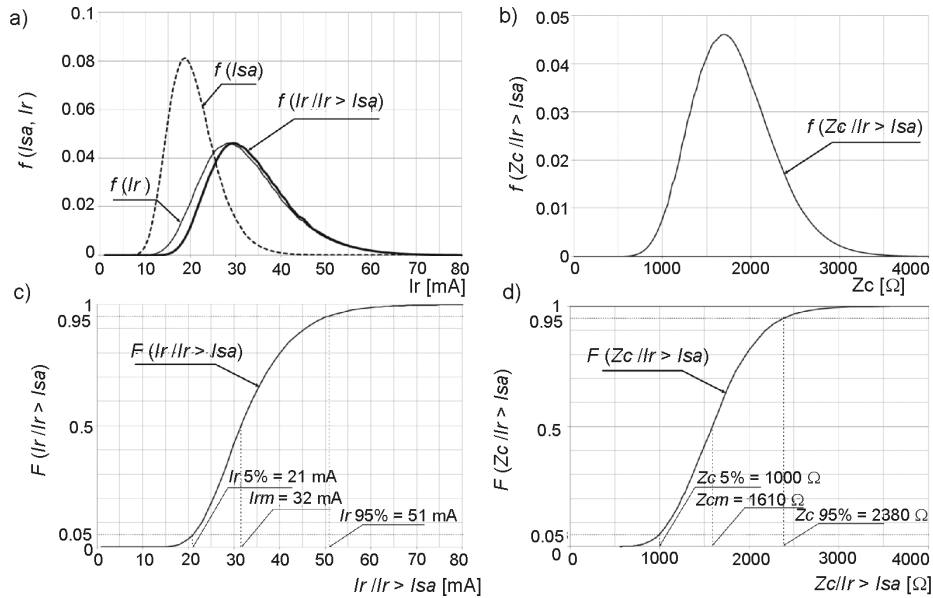 a)
0.1
0.08
0.06
0.04
0.02
0
f (Isa, Ir)
f (Isa)
f (Ir /Ir > Isa)
f (Ir )
0 10 20 30 40 50 60 70 80
Ir [mA]
b)
0.05
0.04
0.03
0.02
0.01
0
f (Zc /Ir > Isa)
f (Zc /Ir > Isa)
0 1000 2000 3000 4000
Zc [Ω]
c)
1
0.95
0.5
0.05
0
F (Ir /Ir > Isa)
F (Ir /Ir > Isa)
Ir 5% = 21 mA
Irm = 32 mA
Ir 95% = 51 mA
0 10 20 30 40 50 60 70 80
Ir /Ir > Isa [mA]
d)
1
0.95
0.5
0.05
0
F (Zc /Ir > Isa)
F (Zc /Ir > Isa)
Zc 5% = 1000 Ω
Zcm = 1610 Ω
Zc 95% = 2380 Ω
0 1000 2000 3000 4000
Zc/Ir > Isa [Ω]